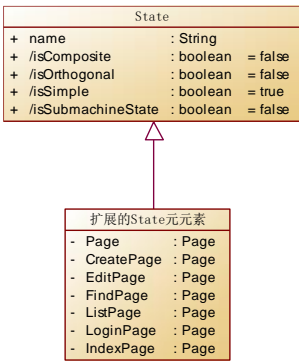 State
+ name : String
+ /isComposite : boolean = false
+ /isOrthogonal : boolean = false
+ /isSimple : boolean = true
+ /isSubmachineState : boolean = false
扩展的State元元素
- Page : Page
- CreatePage : Page
- EditPage : Page
- FindPage : Page
- ListPage : Page
- LoginPage : Page
- IndexPage : Page